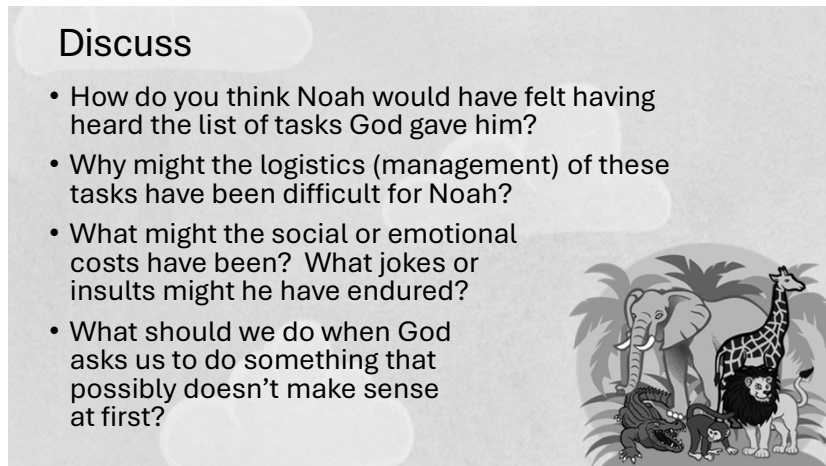 Discuss
• How do you think Noah would have felt having
heard the list of tasks God gave him?
• Why might the logistics (management) of these
tasks have been difficult for Noah?
• What might the social or emotional
costs have been?  What jokes or
insults might he have endured?
• What should we do when God
asks us to do something that
possibly doesn’t make sense
at first?